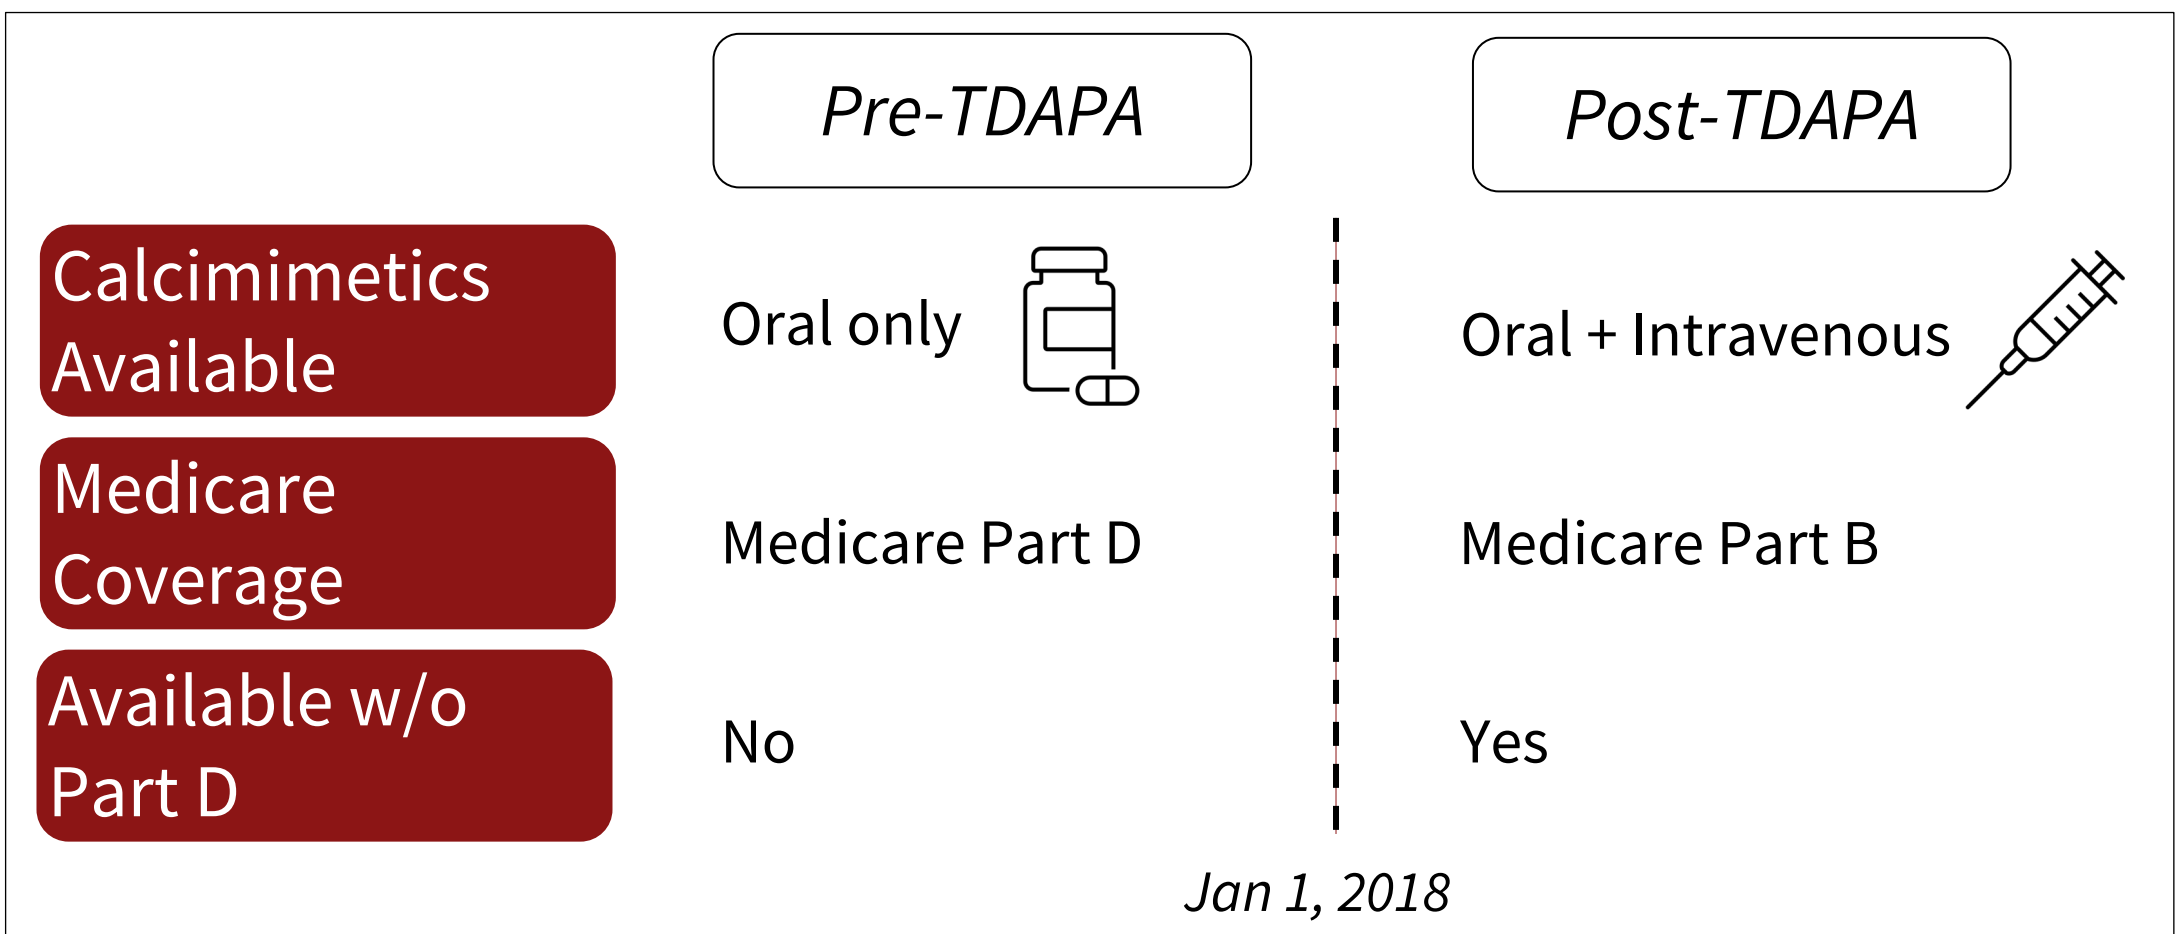 Pre-TDAPA
Post-TDAPA
Calcimimetics
Available
Oral only
Oral + Intravenous
Medicare
Coverage
Medicare Part D
Medicare Part B
Available w/o
Part D
No
Yes
Jan 1, 2018